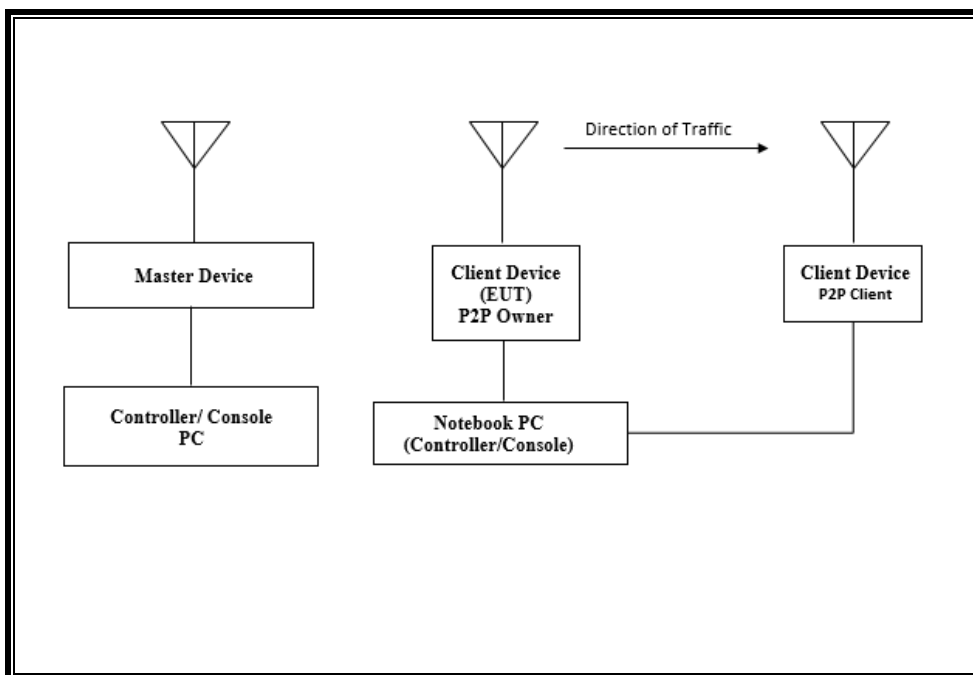 Direction of Traffic
Master Device
Controller/ Console
PC
Client Device
(EUT)
P2P Owner
Notebook PC
(Controller/Console)
Client Device
P2P Client